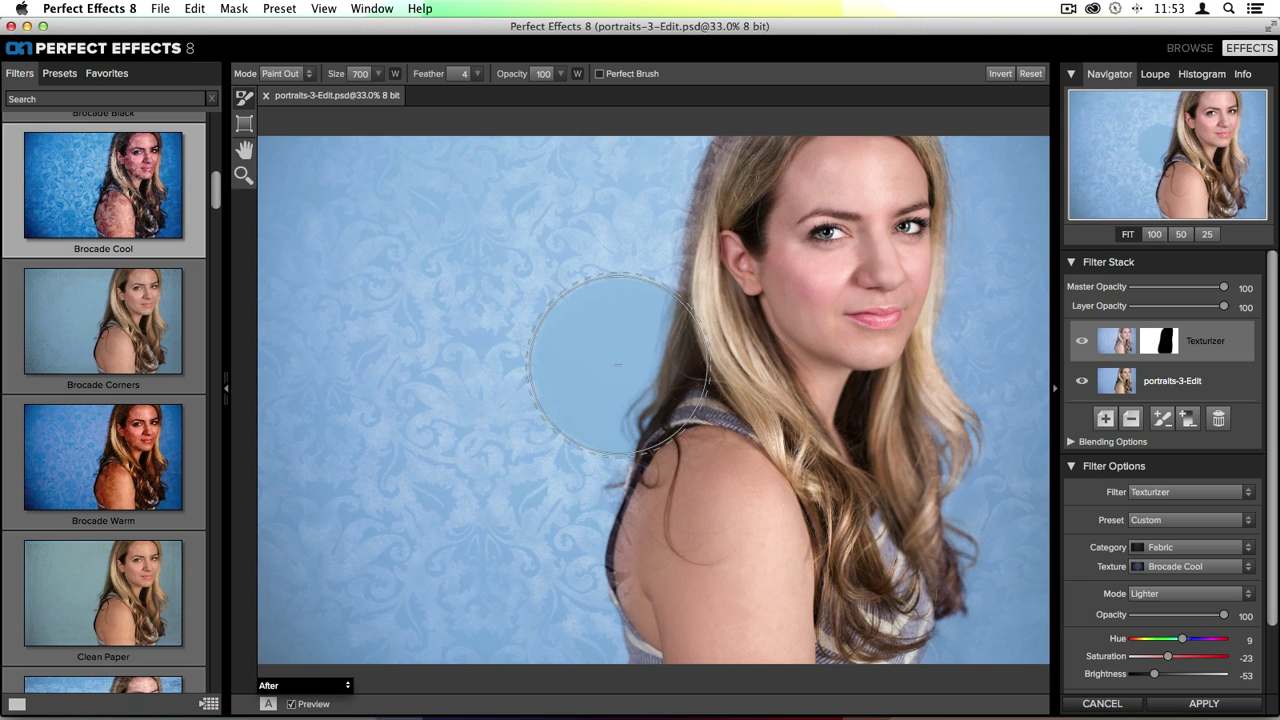 Perfect Effects 8 File Edit Mask Preset View Window Help 11:53
Perfect Effects 8 (portraits-3-Edit.psd@33.0% 8 bit)
on PERFECT EFFECTS 8 BROWSE EFFECTS
Filters Presets Favorites
Mode Paint Out Size 700 W Feather 4 Opacity 100 W Perfect Brush Invert Reset
Navigator Loupe Histogram Info
Search X
X portraits-3-Edit.psd@33.0% 8 bit
Brocade Black
Brocade Cool
Brocade Corners
Brocade Warm
Clean Paper
FIT 100 50 25
Filter Stack
Master Opacity 100
Layer Opacity 100
Texturizer
portraits-3-Edit
Blending Options
Filter Options
Filter Texturizer
Preset Custom
Category Fabric
Texture Brocade Cool
Mode Lighter
Opacity 100
Hue 9
Saturation -23
Brightness -53
After
A Preview
CANCEL APPLY